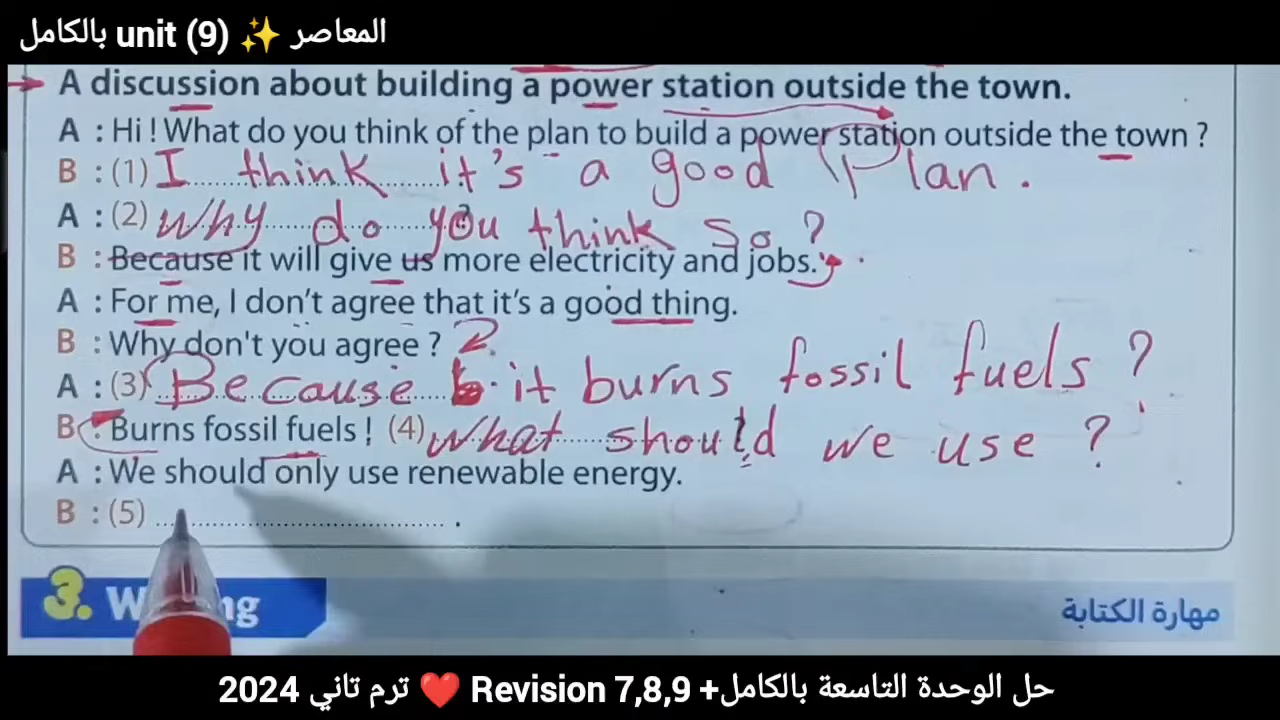 المعاصر ✨ unit (9) بالكامل
A discussion about building a power station outside the town.
A : Hi ! What do you think of the plan to build a power station outside the town ?
B : (1) I think it's a good Plan.
A : (2) Why do you think so ?
B : Because it will give us more electricity and jobs.
A : For me, I don't agree that it's a good thing.
B : Why don't you agree ?
A : (3) Because it burns fossil fuels ?
B : Burns fossil fuels ! (4) What should we use ?
A : We should only use renewable energy.
B : (5) .............................. .
3. مهارة الكتابة
حل الوحدة التاسعة بالكامل+ Revision 7,8,9 ❤️ ترم تاني 2024